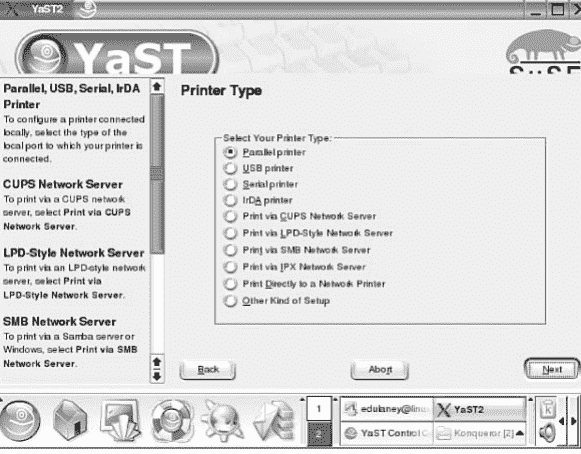 YaST2
YaST
SuSE
Parallel, USB, Serial, IrDA
Printer
To configure a printer connected
locally, select the type of the
local port to which your printer is
connected.
CUPS Network Server
To print via a CUPS network
server, select Print via CUPS
Network Server.
LPD-Style Network Server
To print via an LPD-style network
server, select Print via
LPD-Style Network Server.
SMB Network Server
To print via a Samba server or
Windows, select Print via SMB
Network Server.
Printer Type
Select Your Printer Type:
Parallel printer
USB printer
Serial printer
IrDA printer
Print via CUPS Network Server
Print via LPD-Style Network Server
Print via SMB Network Server
Print via IPX Network Server
Print Directly to a Network Printer
Other Kind of Setup
Back
Abort
Next
1
2
edulaney@linu
YaST2
YaST Control C
Konqueror [2]